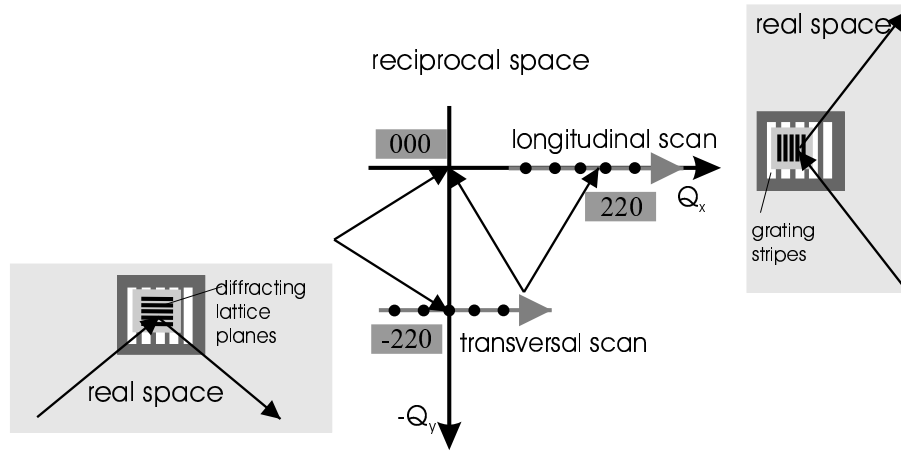 real space
reciprocal space
000
longitudinal scan
220
Qx
grating
stripes
diffracting
lattice
planes
-220
transversal scan
real space
-Qy